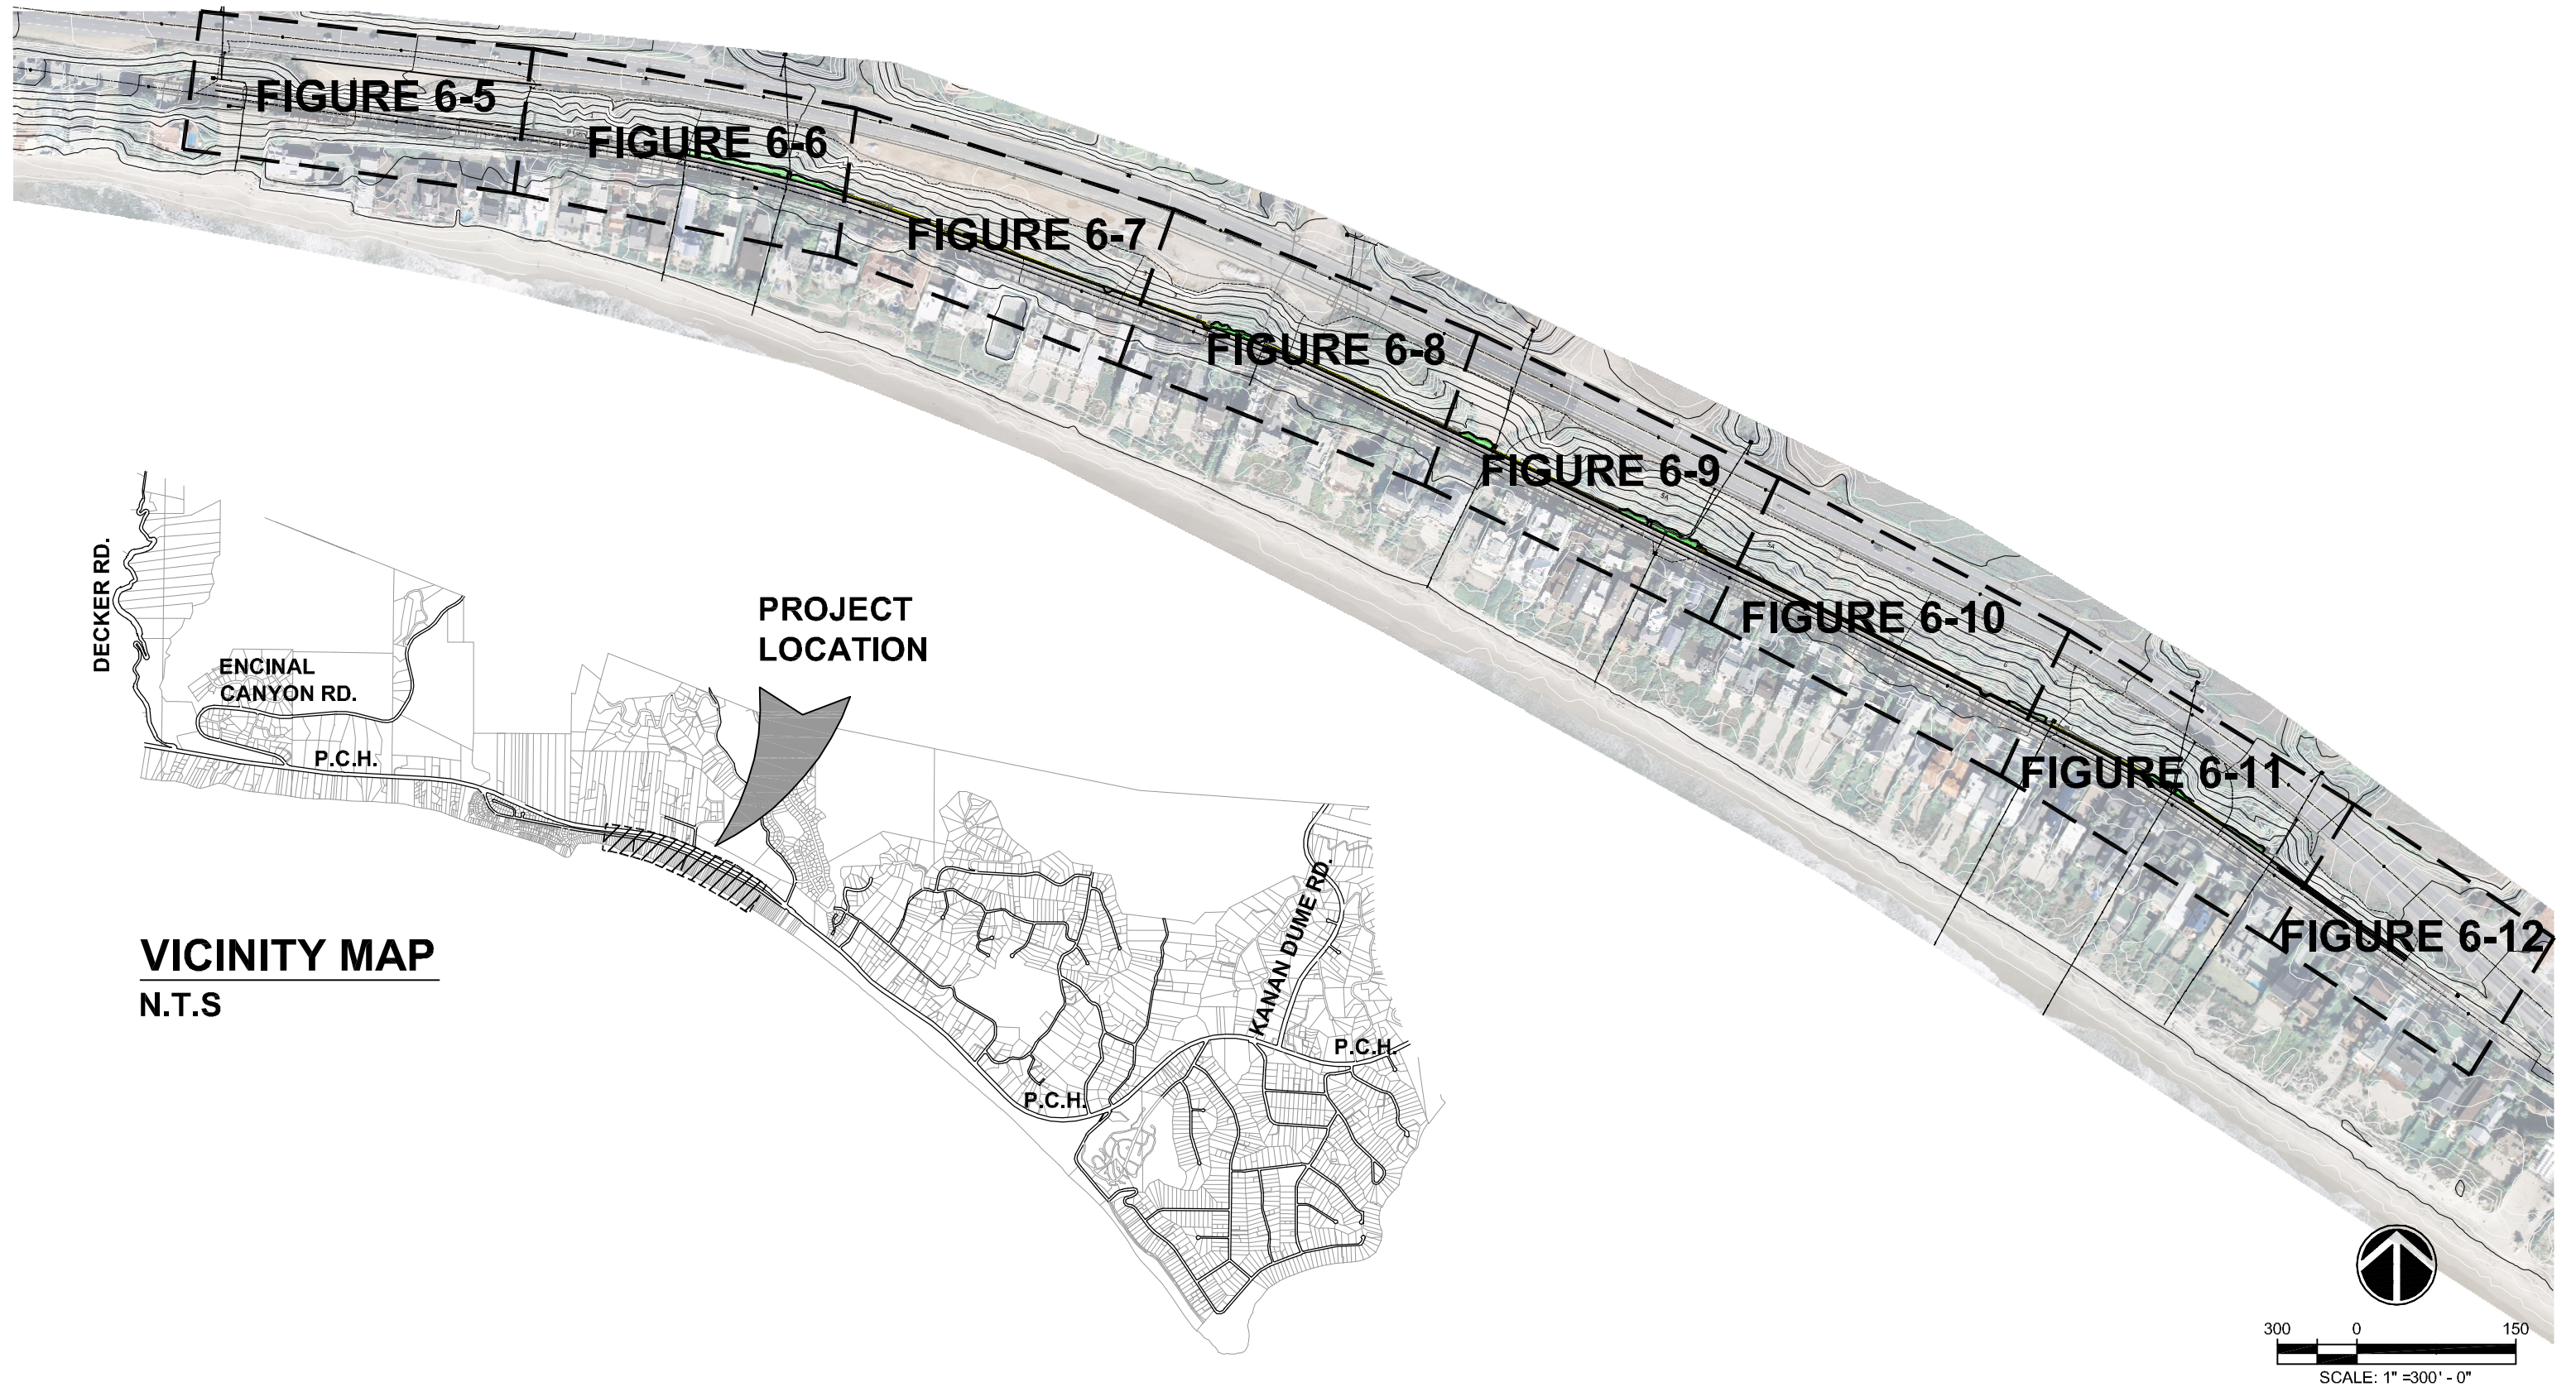 FIGURE 6-5
FIGURE 6-6
FIGURE 6-7
FIGURE 6-8
FIGURE 6-9
FIGURE 6-10
FIGURE 6-11
FIGURE 6-12
DECKER RD.
ENCINAL
CANYON RD.
P.C.H.
PROJECT
LOCATION
KANAN DUME RD.
P.C.H.
P.C.H.
VICINITY MAP
N.T.S
300 0 150
SCALE: 1" =300' - 0"